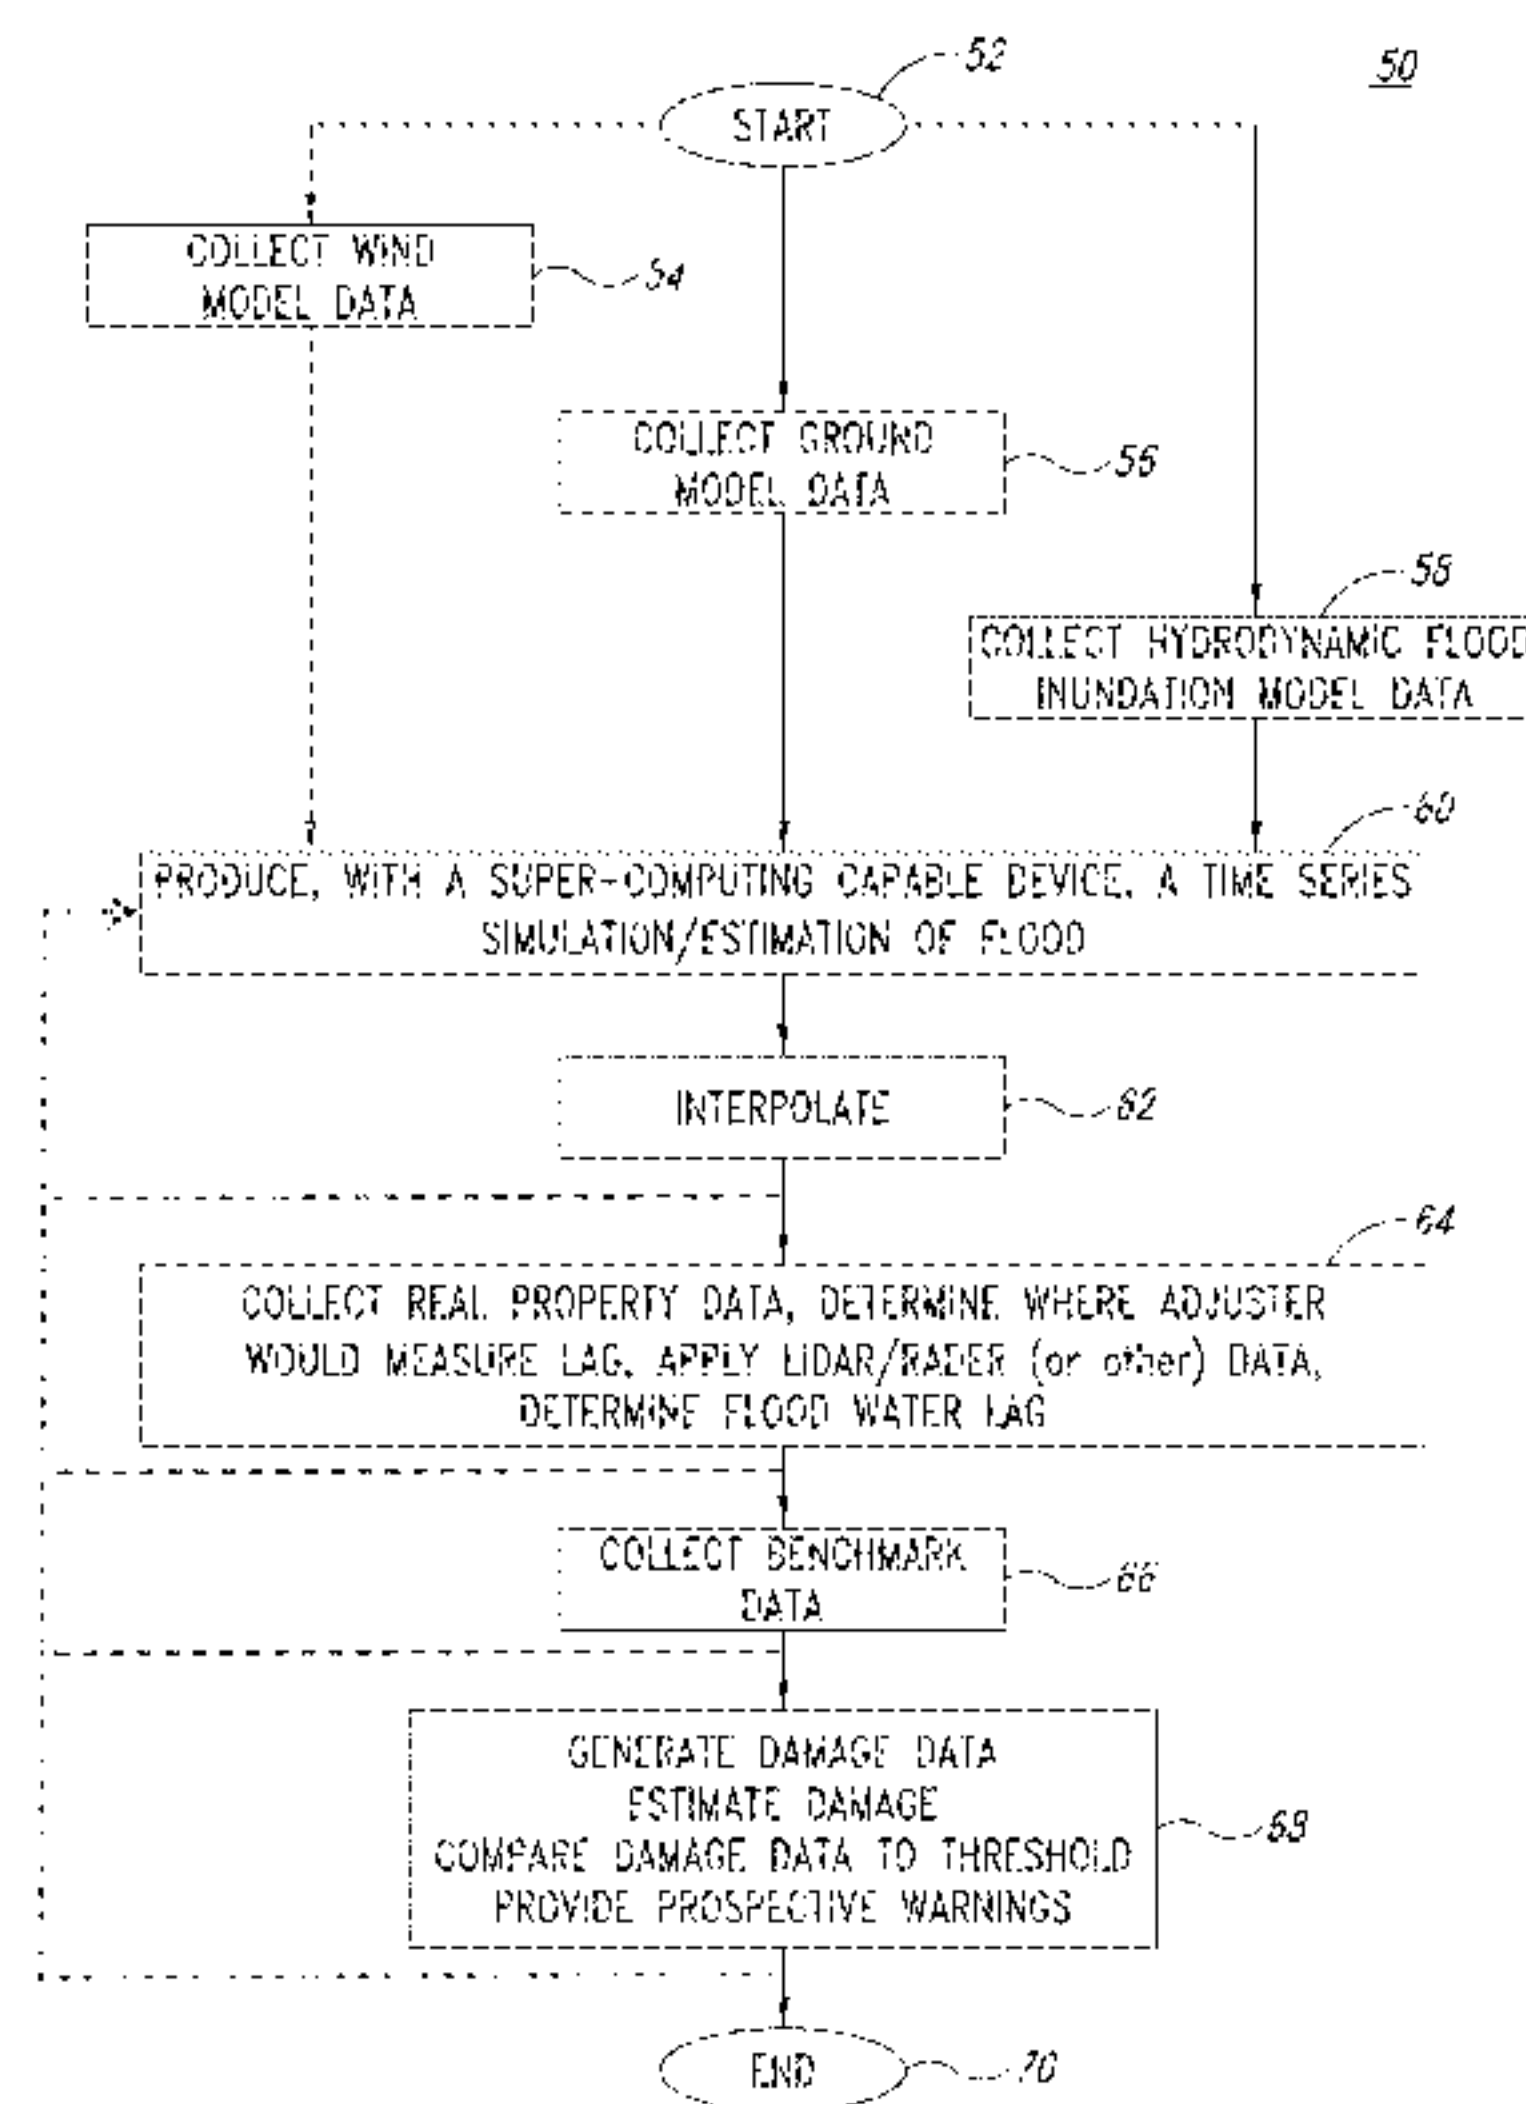 52
50
START
COLLECT WIND
MODEL DATA
54
COLLECT GROUND
MODEL DATA
56
58
COLLECT HYDRODYNAMIC FLOOD
INUNDATION MODEL DATA
60
PRODUCE, WITH A SUPER-COMPUTING CAPABLE DEVICE, A TIME SERIES
SIMULATION/ESTIMATION OF FLOOD
INTERPOLATE
62
64
COLLECT REAL PROPERTY DATA, DETERMINE WHERE ADJUSTER
WOULD MEASURE LAG, APPLY LIDAR/RADER (or other) DATA,
DETERMINE FLOOD WATER LAG
COLLECT BENCHMARK
DATA
66
GENERATE DAMAGE DATA
ESTIMATE DAMAGE
COMPARE DAMAGE DATA TO THRESHOLD
PROVIDE PROSPECTIVE WARNINGS
68
END
70